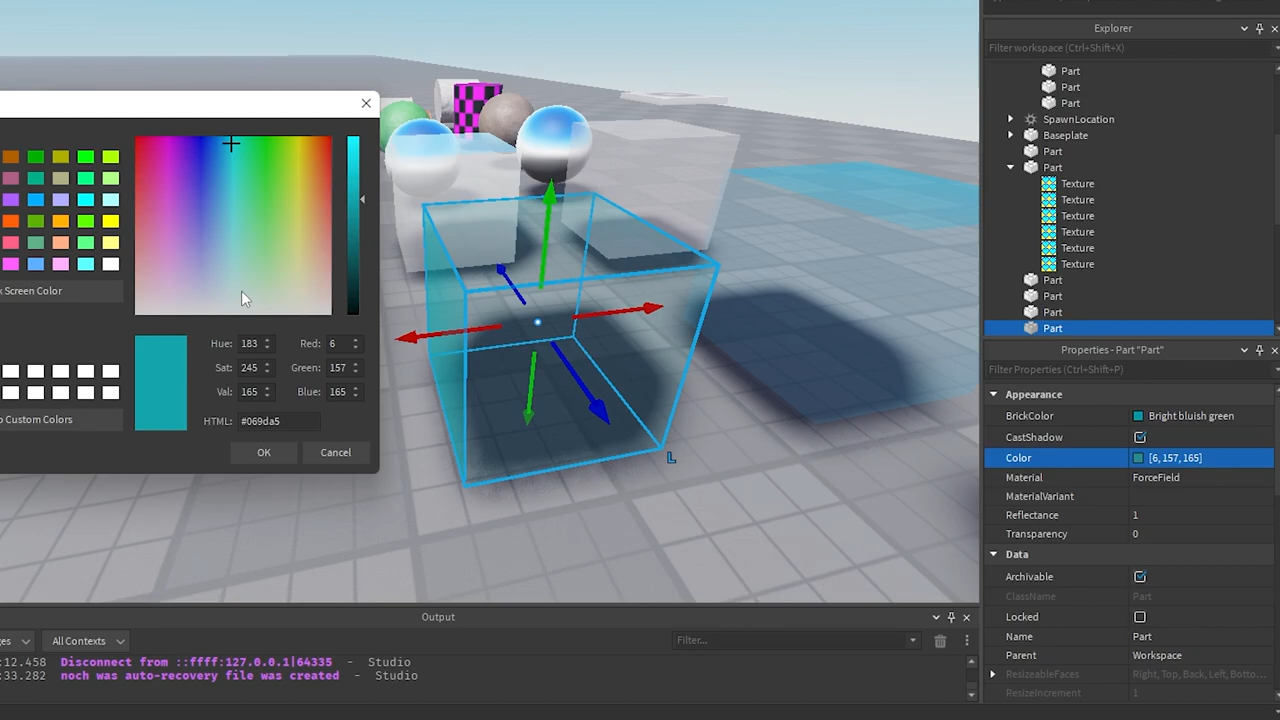 Explorer
Filter workspace (Ctrl+Shift+X)
Part
Part
Part
SpawnLocation
Baseplate
Part
Part
Texture
Texture
Texture
Texture
Texture
Texture
Part
Part
Part
Part
Properties - Part "Part"
Filter Properties (Ctrl+Shift+P)
Appearance
BrickColor Bright bluish green
CastShadow
Color [6, 157, 165]
Material ForceField
MaterialVariant
Reflectance 1
Transparency 0
Data
Archivable
ClassName Part
Locked
Name Part
Parent Workspace
ResizeableFaces Right, Top, Back, Left, Botto...
ResizeIncrement 1
Screen Color
Custom Colors
Hue: 183 Red: 6
Sat: 245 Green: 157
Val: 165 Blue: 165
HTML: #069da5
OK Cancel
L
Output
All Contexts Filter...
:12.458 Disconnect from ::ffff:127.0.0.1|64335 - Studio
:33.282 noch was auto-recovery file was created - Studio